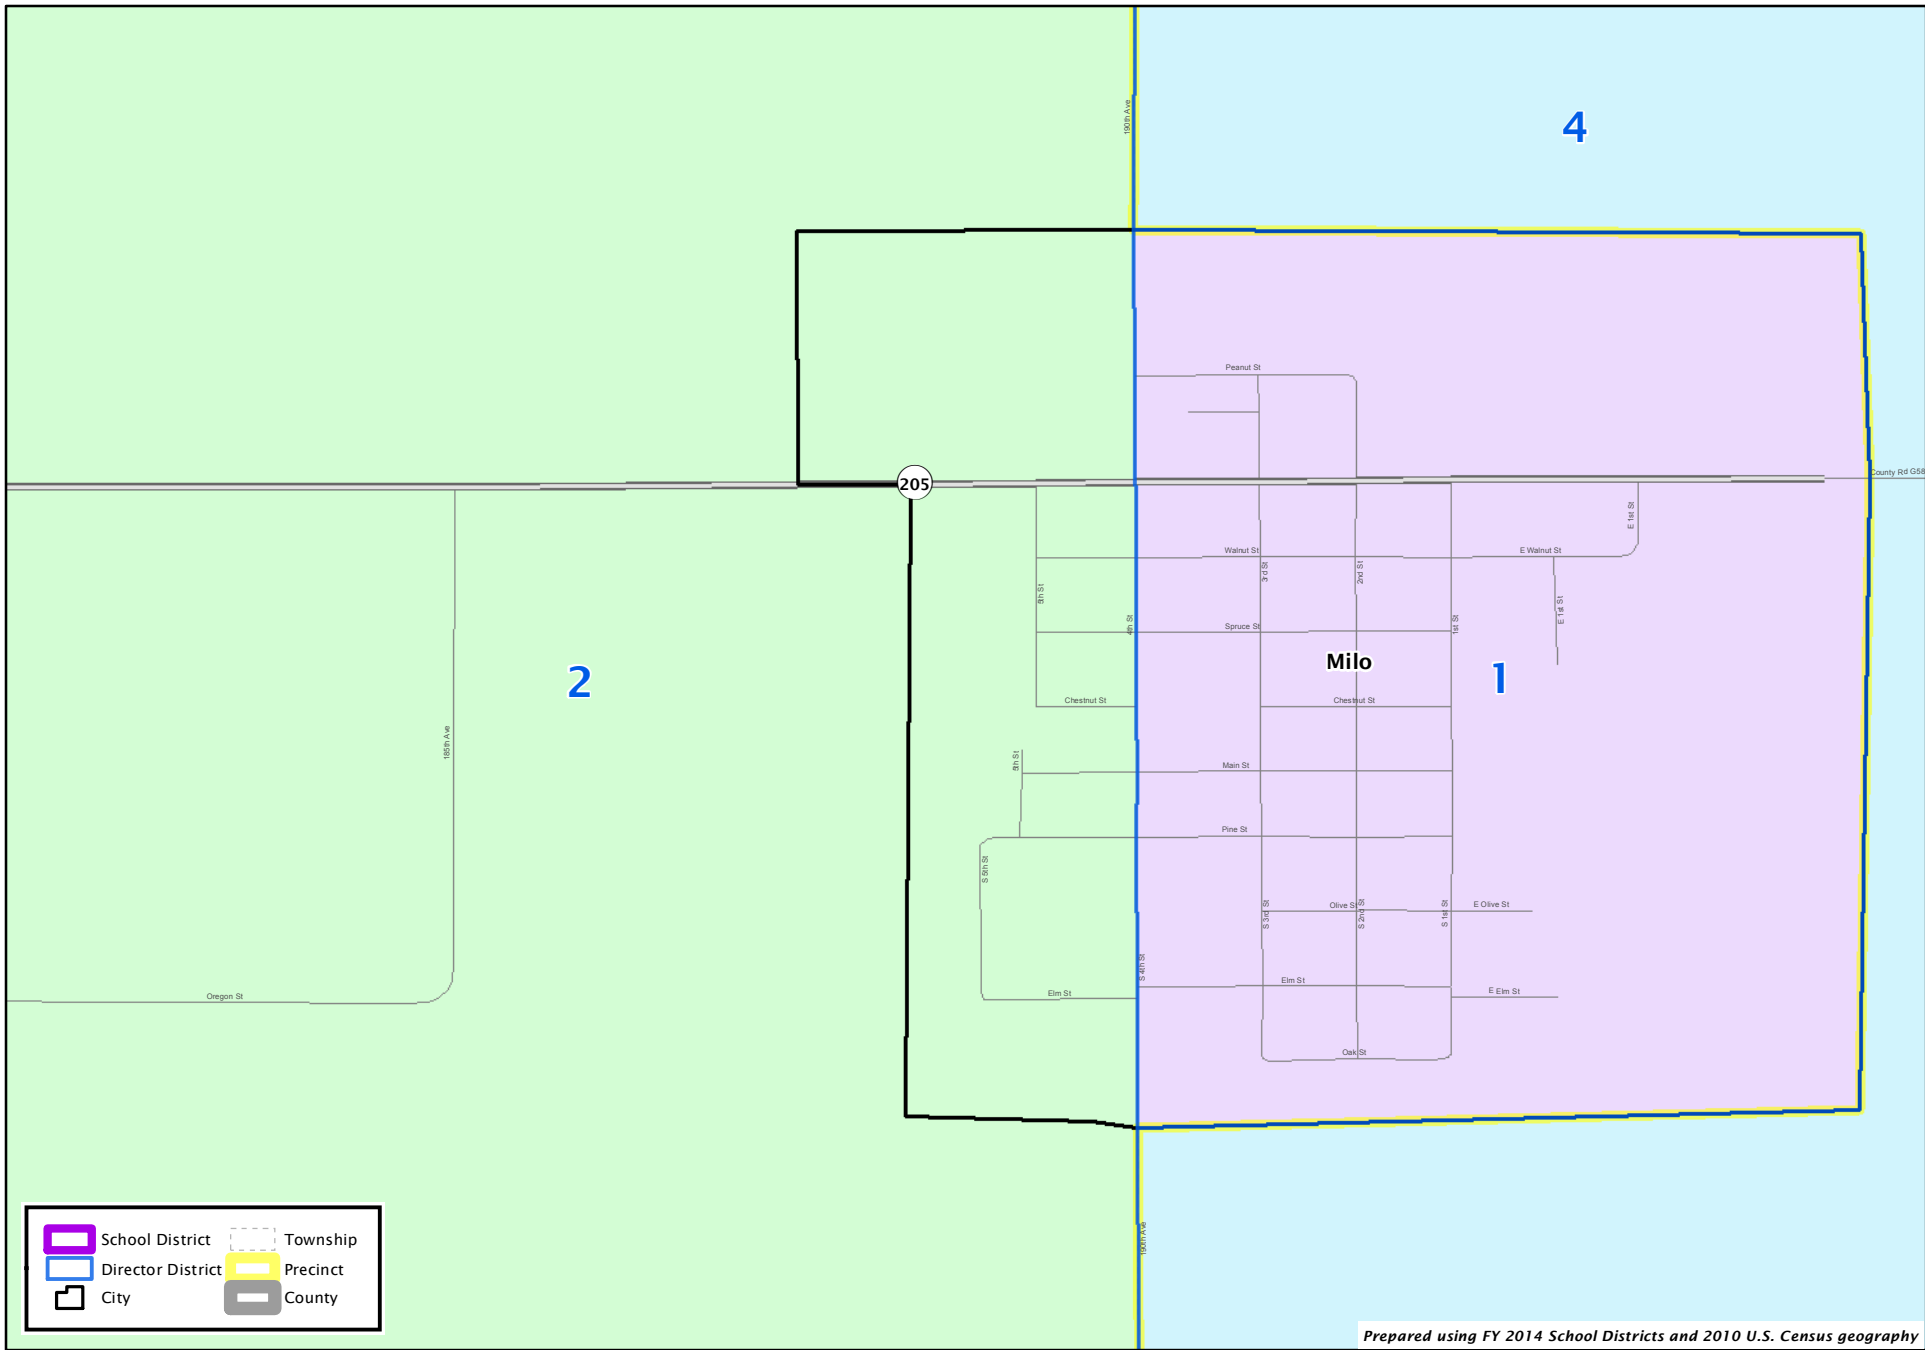 190th Ave
4
Peanut St
205
County Rd G58
E 1st St
Walnut St
E Walnut St
3rd St
2nd St
5th St
E 1st St
4th St
Spruce St
1st St
Milo
2
1
Chestnut St
Chestnut St
185th Ave
5th St
Main St
Pine St
S 5th St
S 3rd St
Olive St
S 2nd St
S 1st St
E Olive St
S 4th St
Elm St
Elm St
E Elm St
Oregon St
Oak St
190th Ave
School District
Township
Director District
Precinct
City
County
Prepared using FY 2014 School Districts and 2010 U.S. Census geography